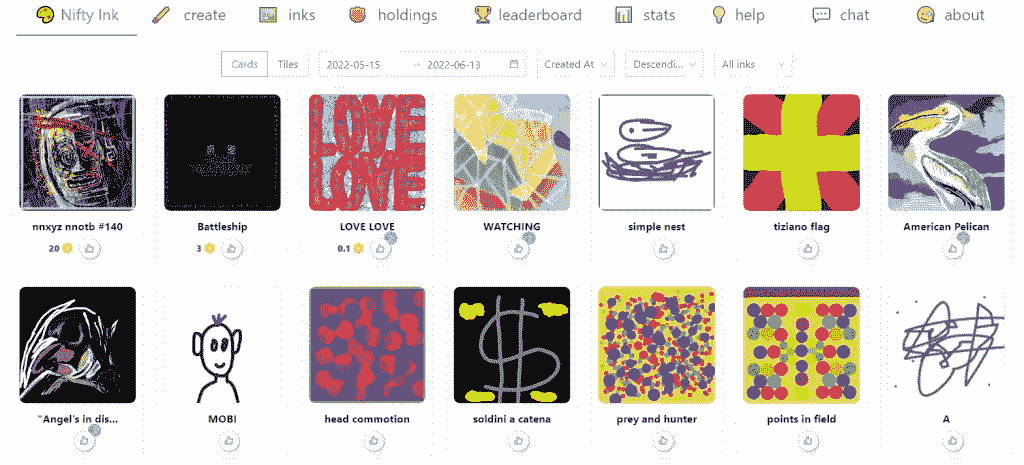 Nifty Ink create inks holdings leaderboard stats help chat about
Cards Tiles 2022-05-15 → 2022-06-13 Created At Descendi... All inks
LOVE
LOVE
nnxyz nnotb #140 Battleship LOVE LOVE WATCHING simple nest tiziano flag American Pelican
20 3 0.1
"Angel's in dis... MOBI head commotion soldini a catena prey and hunter points in field A